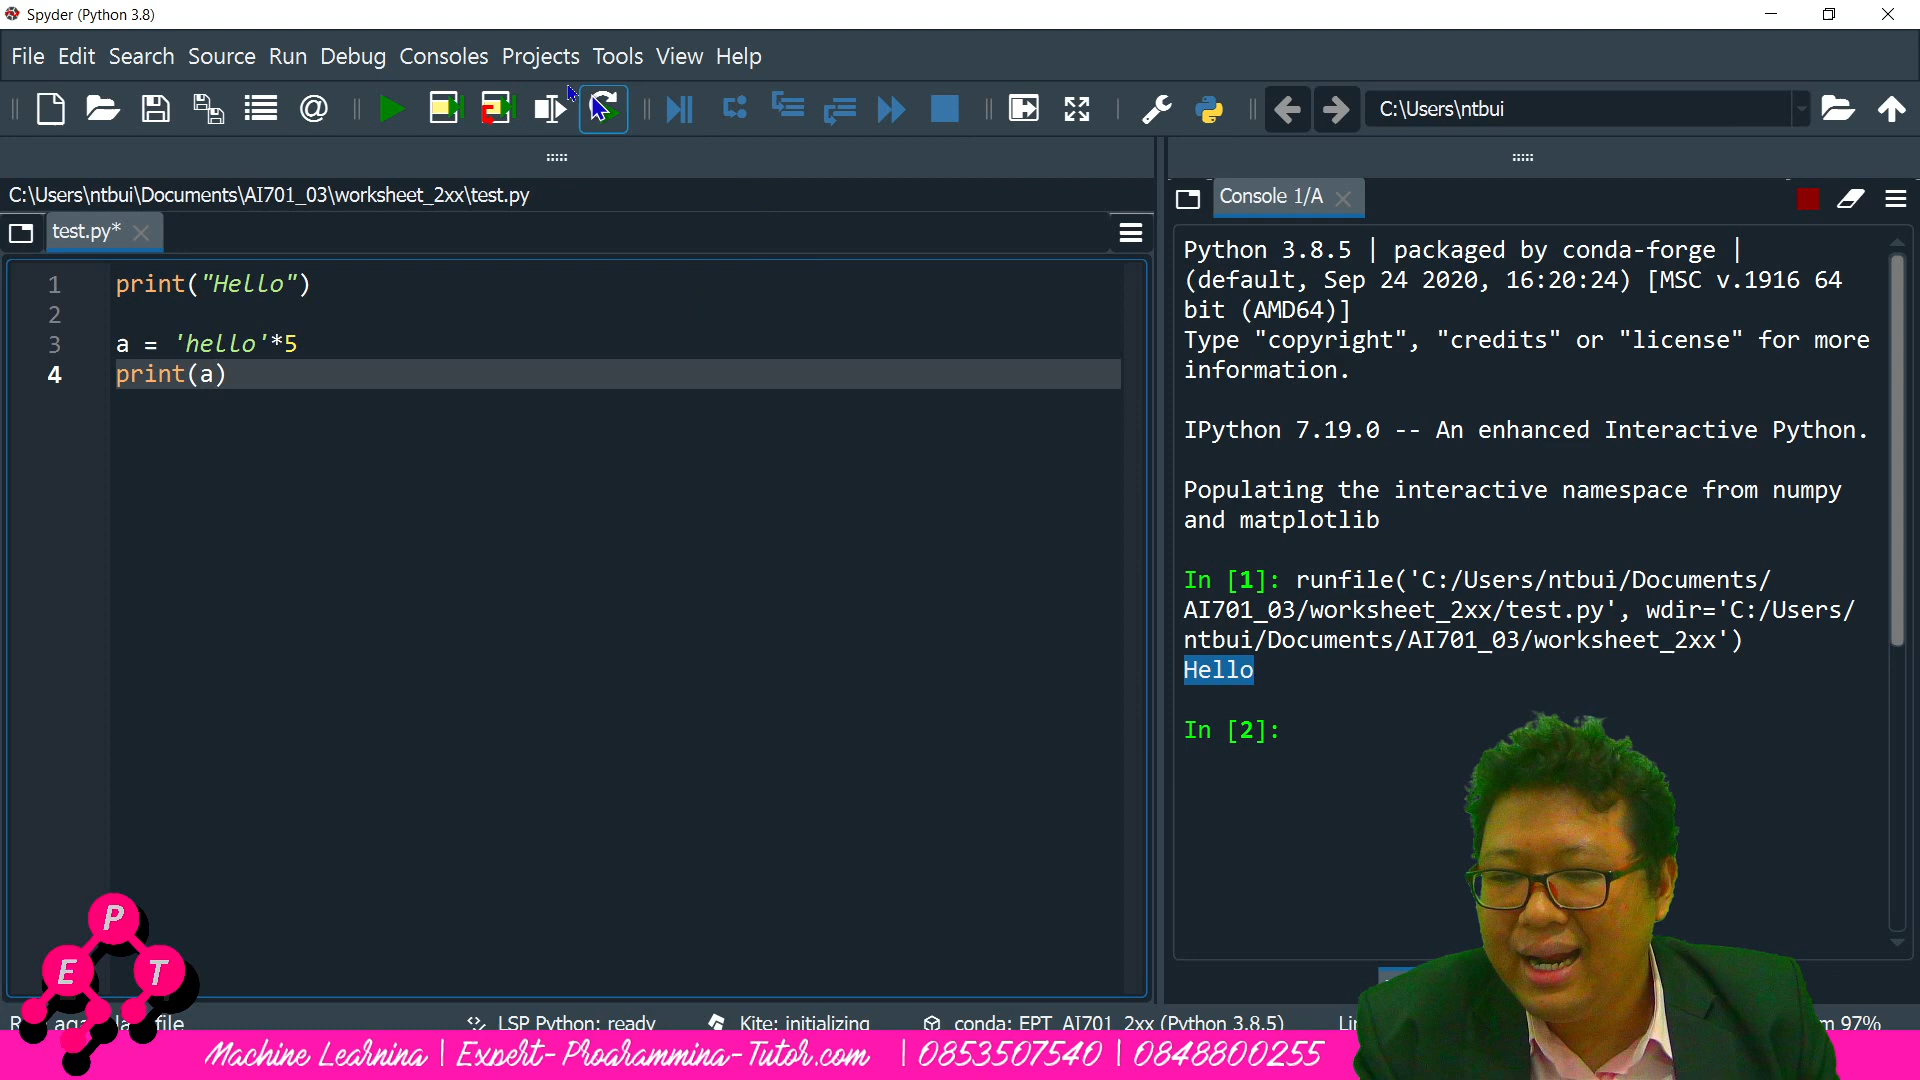 Spyder (Python 3.8)
File Edit Search Source Run Debug Consoles Projects Tools View Help
C:\Users\ntbui
C:\Users\ntbui\Documents\AI701_03\worksheet_2xx\test.py
test.py*
1 print("Hello")
2
3 a = 'hello'*5
4 print(a)
Console 1/A
Python 3.8.5 | packaged by conda-forge |
(default, Sep 24 2020, 16:20:24) [MSC v.1916 64
bit (AMD64)]
Type "copyright", "credits" or "license" for more
information.
IPython 7.19.0 -- An enhanced Interactive Python.
Populating the interactive namespace from numpy
and matplotlib
In [1]: runfile('C:/Users/ntbui/Documents/
AI701_03/worksheet_2xx/test.py', wdir='C:/Users/
ntbui/Documents/AI701_03/worksheet_2xx')
Hello
In [2]:
P
E T
file LSP Python: ready Kite: initializing conda: EPT_AI701_2xx (Python 3.8.5) 97%
Machine Learning | Expert-Programming-Tutor.com | 0853507540 | 0848800255